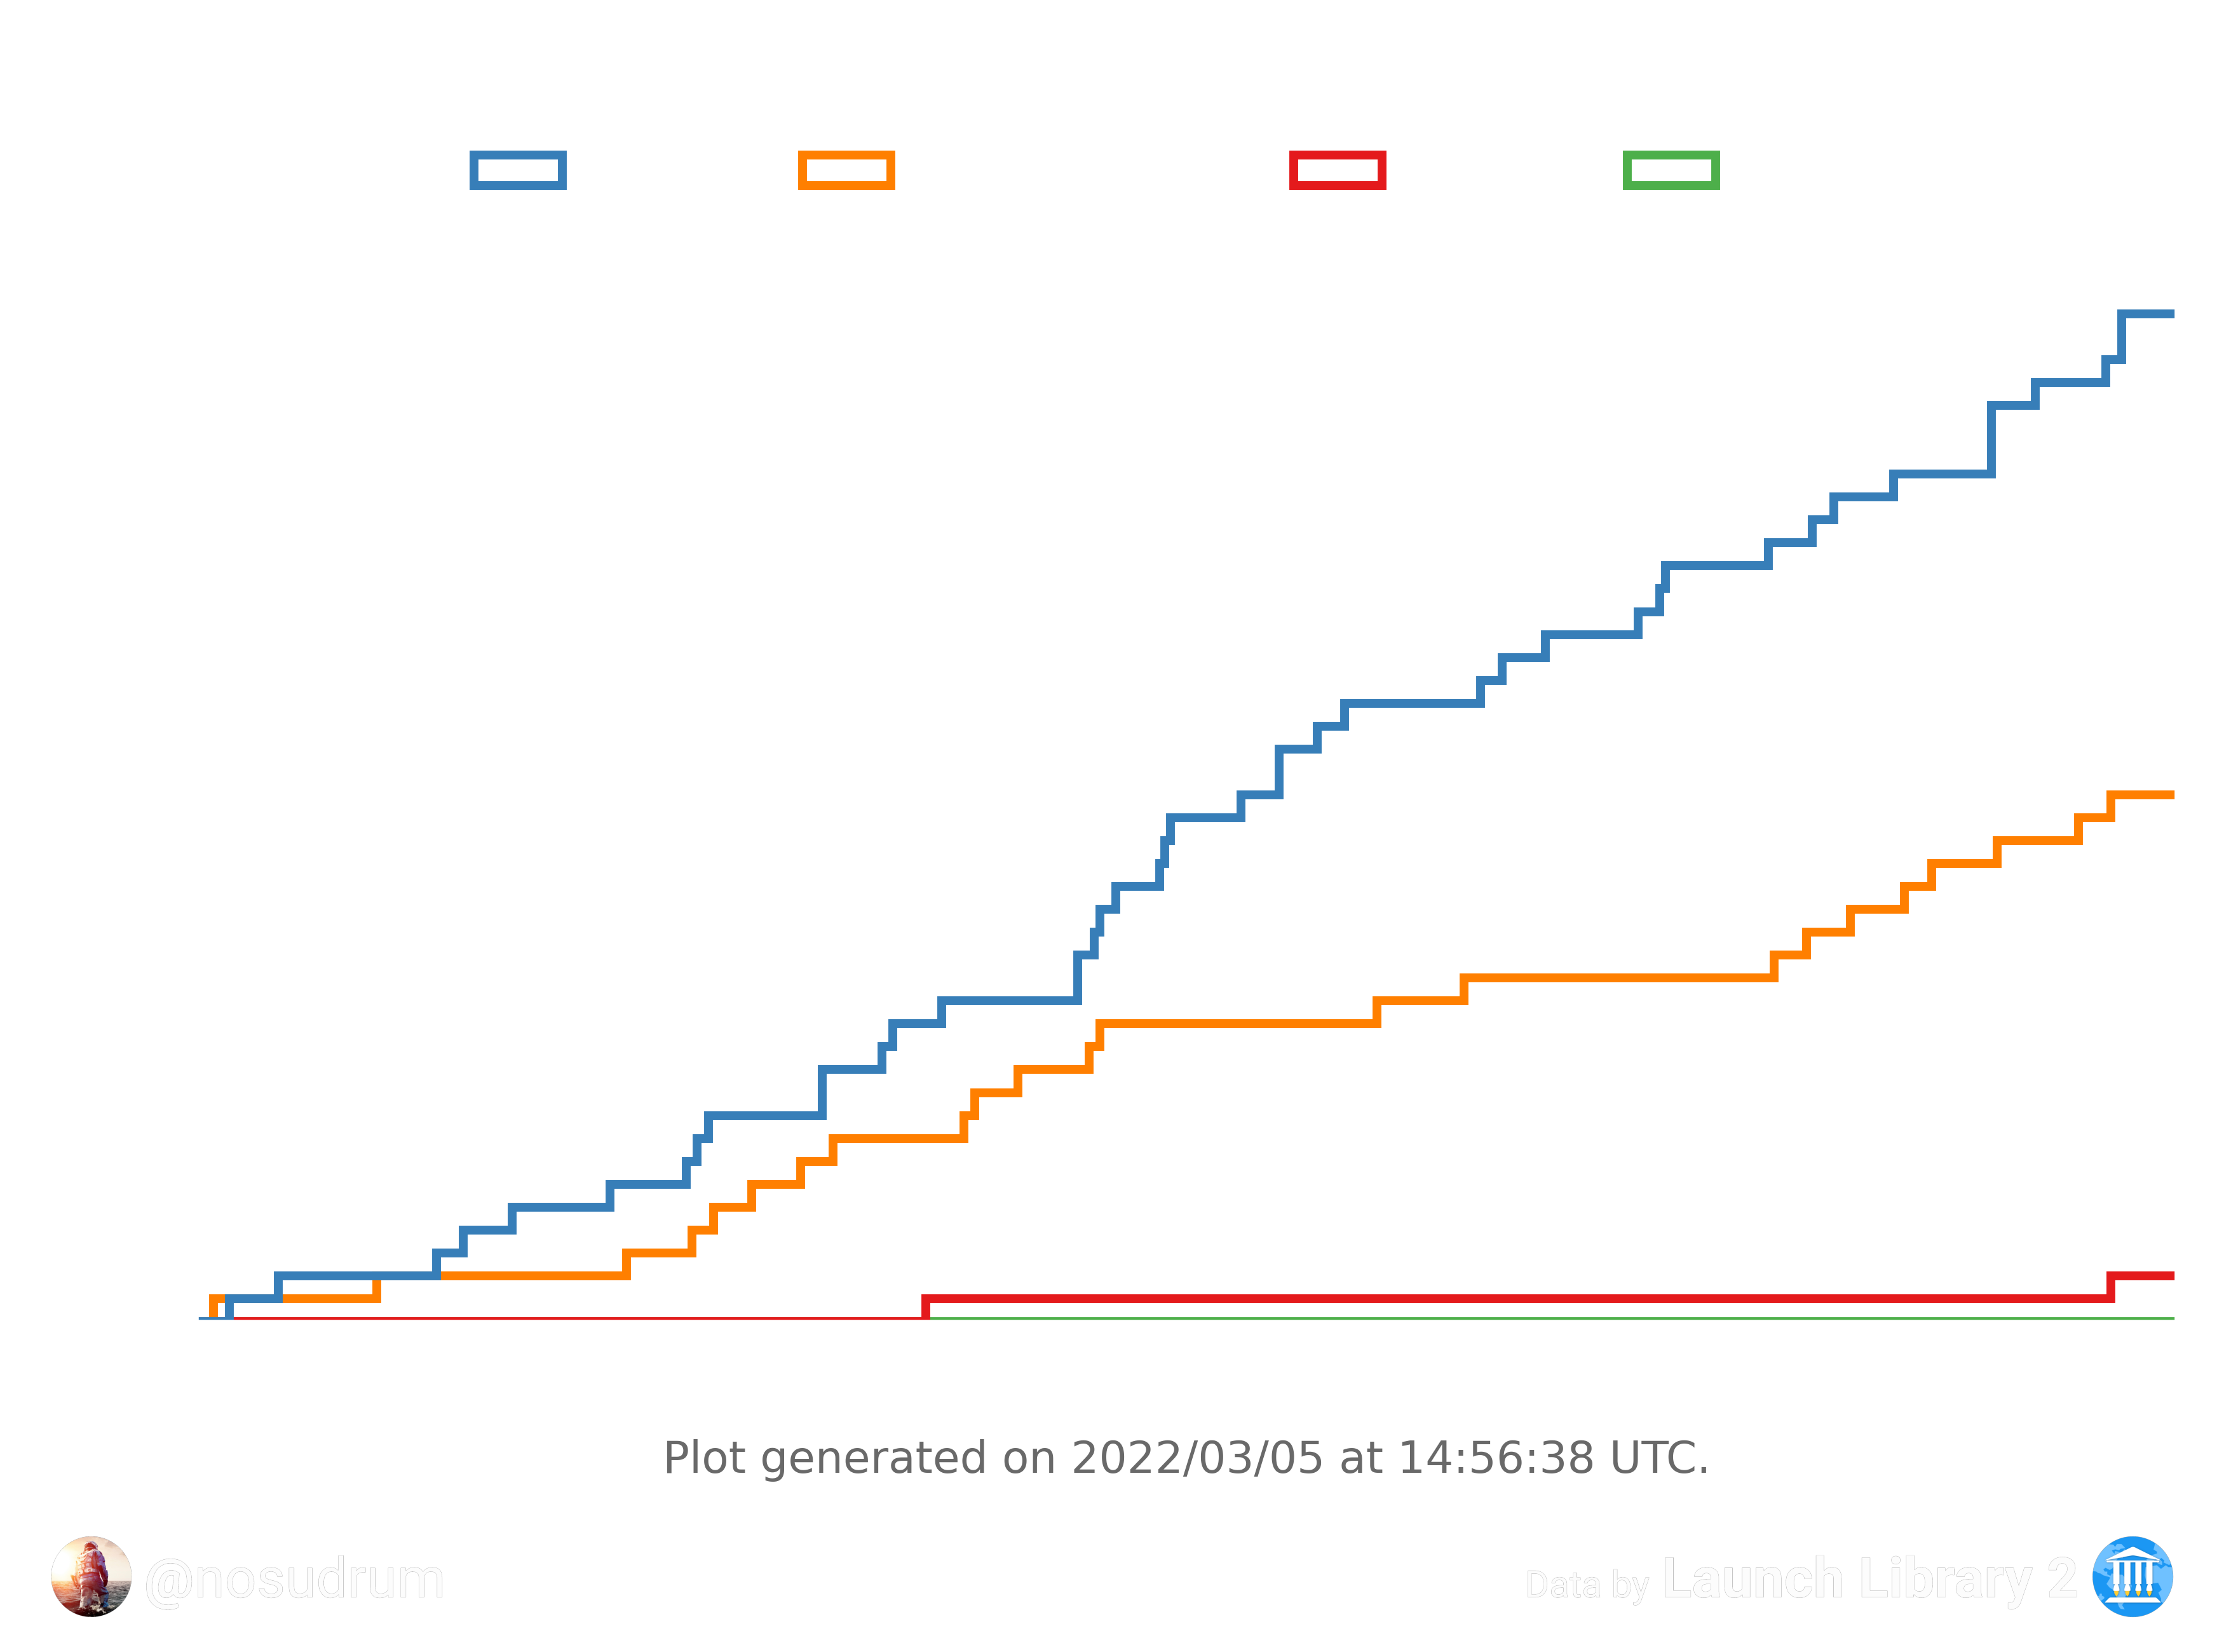 Plot generated on 2022/03/05 at 14:56:38 UTC.
@nosudrum
Data by Launch Library 2